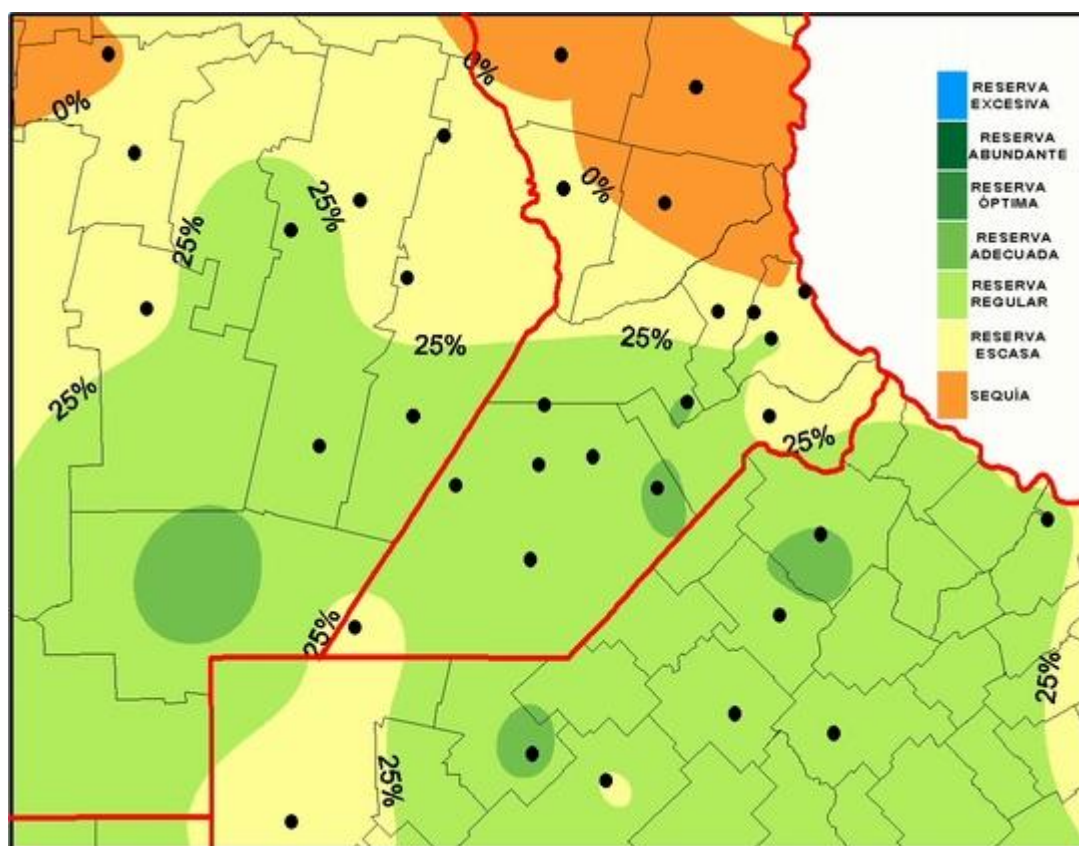 0%
0%
0%
25%
25%
25%
25%
25%
25%
25%
25%
25%
RESERVA
EXCESIVA
RESERVA
ABUNDANTE
RESERVA
ÓPTIMA
RESERVA
ADECUADA
RESERVA
REGULAR
RESERVA
ESCASA
SEQUÍA